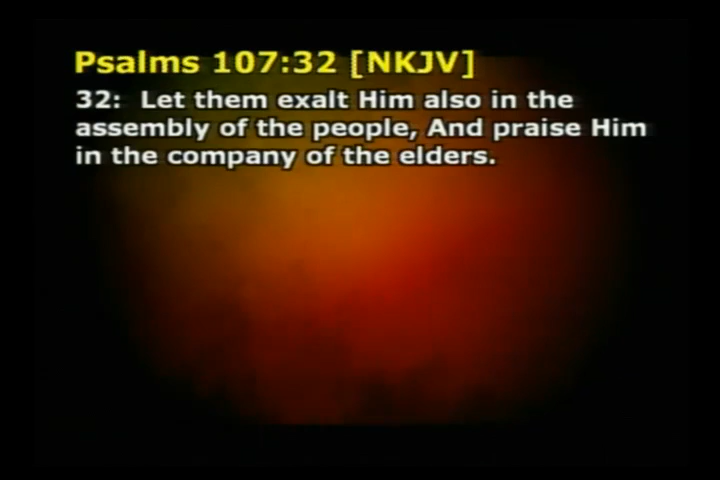 Psalms 107:32 [NKJV]
32: Let them exalt Him also in the
assembly of the people, And praise Him
in the company of the elders.